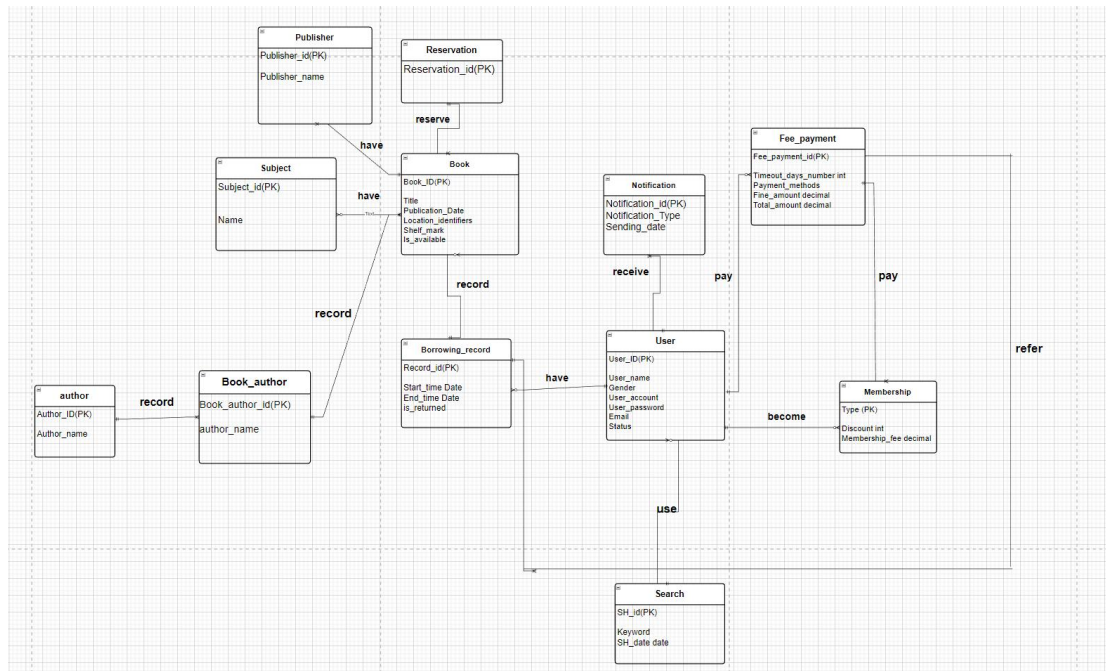 Publisher
Publisher_id(PK)
Publisher_name
Reservation
Reservation_id(PK)
reserve
have
Subject
Subject_id(PK)
Name
have
Text
Book
Book_ID(PK)
Title
Publication_Date
Location_identifiers
Shelf_mark
Is_available
Notification
Notification_id(PK)
Notification_Type
Sending_date
Fee_payment
Fee_payment_id(PK)
Timeout_days_number int
Payment_methods
Fine_amount decimal
Total_amount decimal
receive
pay
pay
record
record
refer
User
User_ID(PK)
User_name
Gender
User_account
User_password
Email
Status
Borrowing_record
Record_id(PK)
Start_time Date
End_time Date
is_returned
have
become
Membership
Type (PK)
Discount int
Membership_fee decimal
author
Author_ID(PK)
Author_name
record
Book_author
Book_author_id(PK)
author_name
use
Search
SH_id(PK)
Keyword
SH_date date